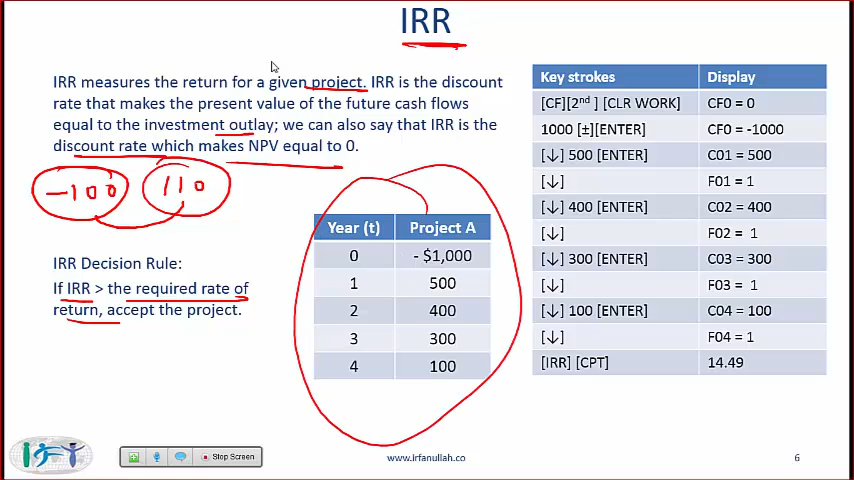 IRR
IRR measures the return for a given project. IRR is the discount
rate that makes the present value of the future cash flows
equal to the investment outlay; we can also say that IRR is the
discount rate which makes NPV equal to 0.
-100 110
IRR Decision Rule:
If IRR > the required rate of
return, accept the project.
Year (t) Project A
0 - $1,000
1 500
2 400
3 300
4 100
Key strokes Display
[CF][2nd ] [CLR WORK] CF0 = 0
1000 [±][ENTER] CF0 = -1000
[↓] 500 [ENTER] C01 = 500
[↓] F01 = 1
[↓] 400 [ENTER] C02 = 400
[↓] F02 = 1
[↓] 300 [ENTER] C03 = 300
[↓] F03 = 1
[↓] 100 [ENTER] C04 = 100
[↓] F04 = 1
[IRR] [CPT] 14.49
IFT
Stop Screen
www.irfanullah.co
6